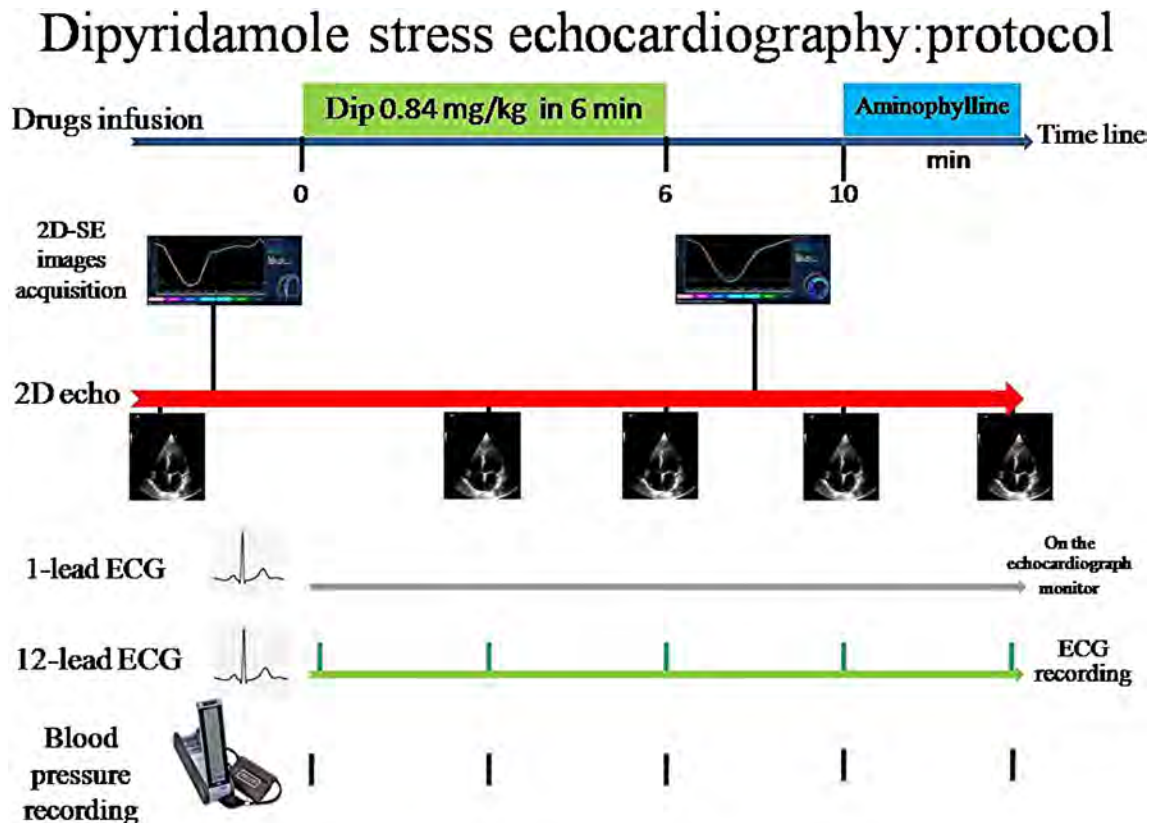 Dipyridamole stress echocardiography:protocol
Drugs infusion
Dip 0.84 mg/kg in 6 min
Aminophylline
Time line
min
0
6
10
2D-SE
images
acquisition
2D echo
1-lead ECG
On the
echocardiograph
monitor
12-lead ECG
ECG
recording
Blood
pressure
recording